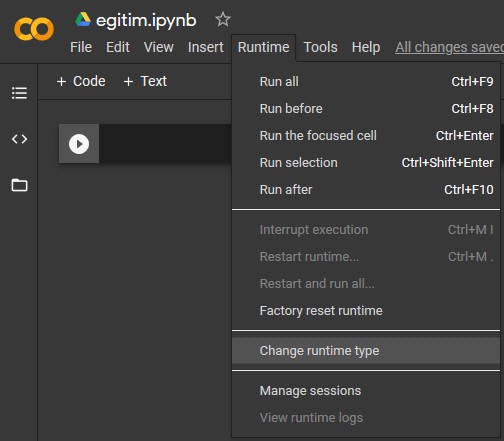 egitim.ipynb
File Edit View Insert Runtime Tools Help All changes saved
+ Code + Text
Run all Ctrl+F9
Run before Ctrl+F8
Run the focused cell Ctrl+Enter
Run selection Ctrl+Shift+Enter
Run after Ctrl+F10
Interrupt execution Ctrl+M I
Restart runtime... Ctrl+M .
Restart and run all...
Factory reset runtime
Change runtime type
Manage sessions
View runtime logs